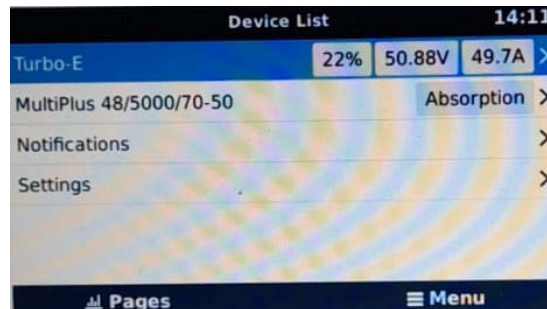 Device List 14:11
Turbo-E 22% 50.88V 49.7A
MultiPlus 48/5000/70-50 Absorption
Notifications
Settings
Pages Menu